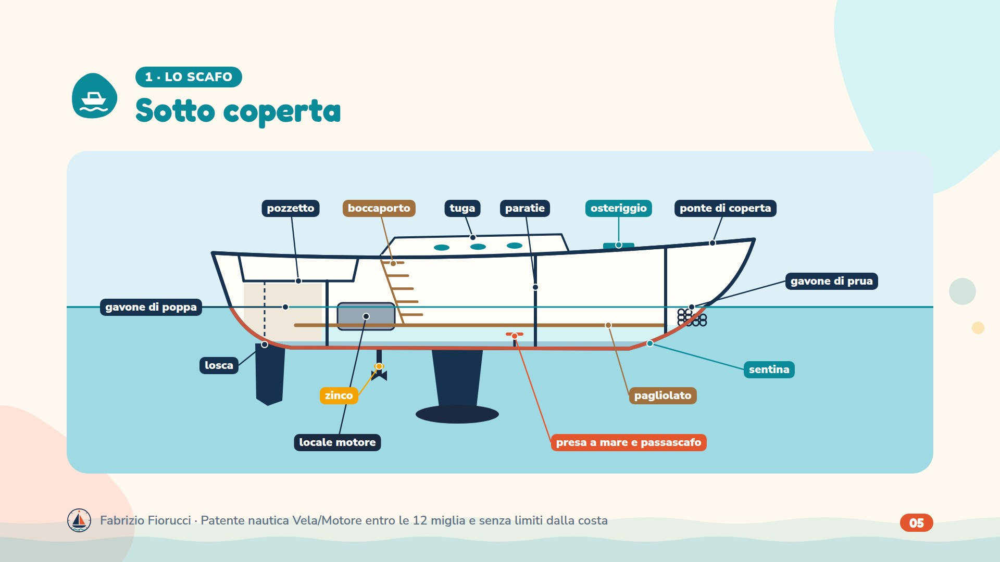 1 · LO SCAFO
Sotto coperta
pozzetto
boccaporto
tuga
paratie
osteriggio
ponte di coperta
gavone di prua
gavone di poppa
losca
sentina
zinco
pagliolato
locale motore
presa a mare e passascafo
Fabrizio Fiorucci · Patente nautica Vela/Motore entro le 12 miglia e senza limiti dalla costa
05